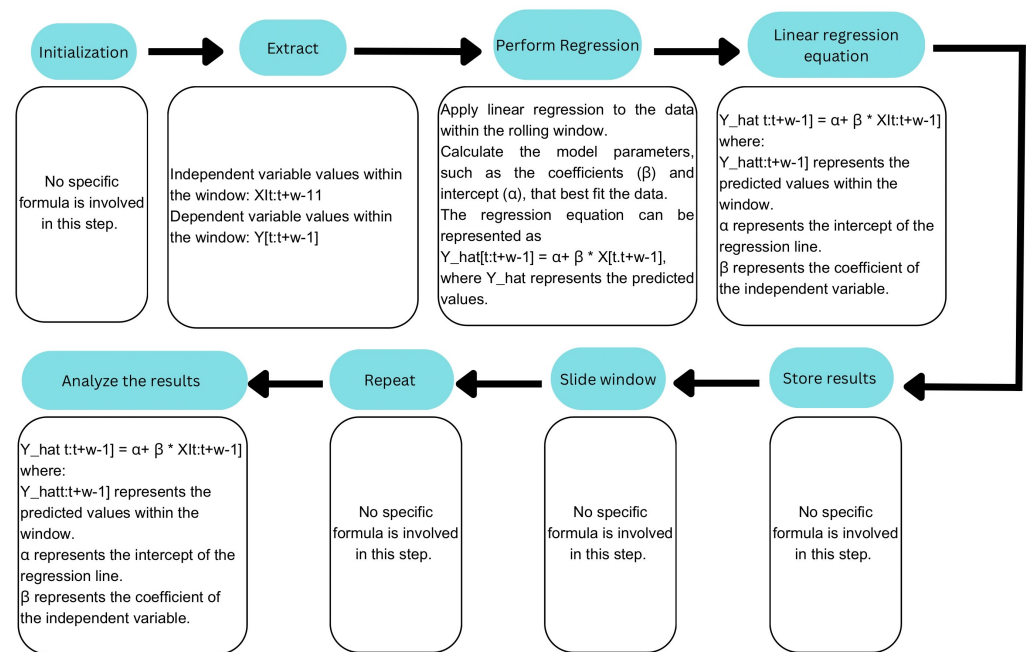 Initialization
Extract
Perform Regression
Linear regression
equation
No specific
formula is involved
in this step.
Independent variable values within
the window: XIt:t+w-11
Dependent variable values within
the window: Y[t:t+w-1]
Apply linear regression to the data
within the rolling window.
Calculate the model parameters,
such as the coefficients (β) and
intercept (α), that best fit the data.
The regression equation can be
represented as
Y_hat[t:t+w-1] = α+ β * X[t.t+w-1],
where Y_hat represents the predicted
values.
Y_hat t:t+w-1] = α+ β * XIt:t+w-1]
where:
Y_hatt:t+w-1] represents the
predicted values within the
window.
α represents the intercept of the
regression line.
β represents the coefficient of
the independent variable.
Analyze the results
Repeat
Slide window
Store results
Y_hat t:t+w-1] = α+ β * XIt:t+w-1]
where:
Y_hatt:t+w-1] represents the
predicted values within the
window.
α represents the intercept of the
regression line.
β represents the coefficient of
the independent variable.
No specific
formula is involved
in this step.
No specific
formula is involved
in this step.
No specific
formula is involved
in this step.